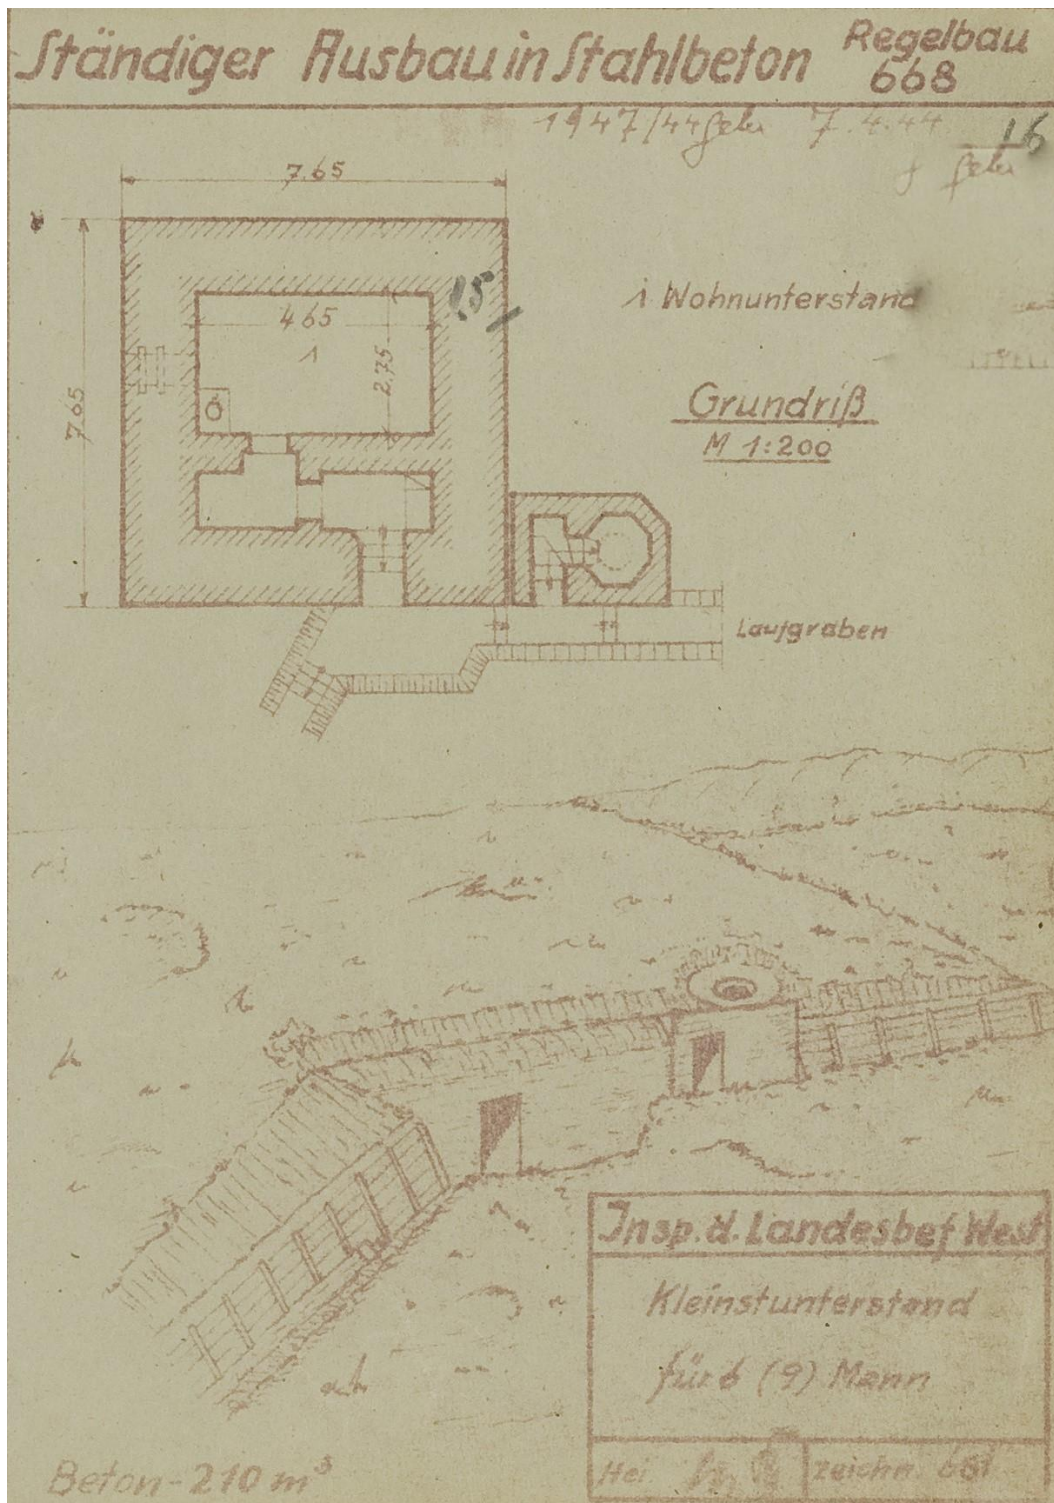 Ständiger Ausbau in Stahlbeton
Regelbau
668
1947/44 7.4.44
16
7.65
15
1 Wohnunterstand
4 65
1
2.75
7.65
Grundriß
M 1:200
Laufgraben
Insp. d. Landesbef West
Kleinstunterstand
für 6 (9) Mann
Hei.
zeichn. 681
Beton - 210 m³